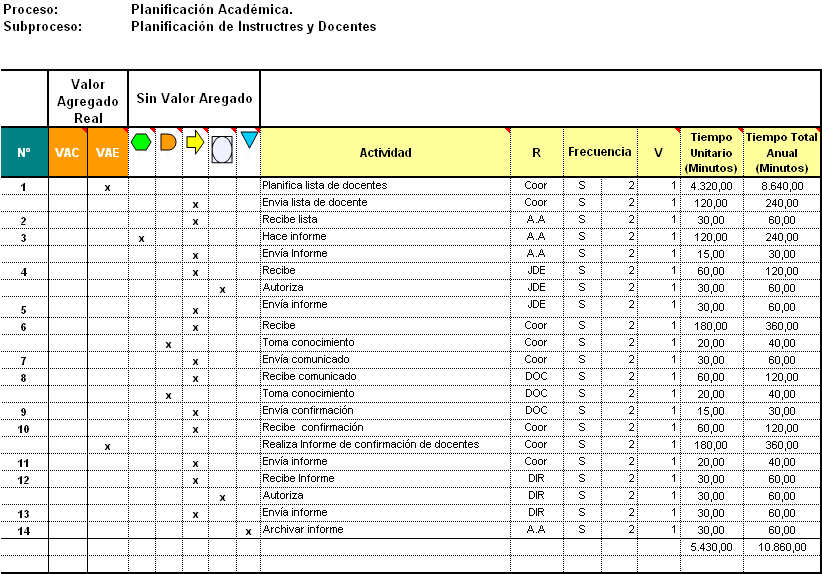 Proceso: Planificación Académica.
Subproceso: Planificación de Instructres y Docentes
Valor Agregado Real Sin Valor Aregado
Nº VAC VAE Actividad R Frecuencia V Tiempo Unitario (Minutos) Tiempo Total Anual (Minutos)
1 x Planifica lista de docentes Coor S 2 1 4.320,00 8.640,00
x Envia lista de docente Coor S 2 1 120,00 240,00
2 x Recibe lista A.A S 2 1 30,00 60,00
3 x Hace informe A.A S 2 1 120,00 240,00
x Envía Informe A.A S 2 1 15,00 30,00
4 x Recibe JDE S 2 1 60,00 120,00
x Autoriza JDE S 2 1 30,00 60,00
5 x Envía informe JDE S 2 1 30,00 60,00
6 x Recibe Coor S 2 1 180,00 360,00
x Toma conocimiento Coor S 2 1 20,00 40,00
7 x Envía comunicado Coor S 2 1 30,00 60,00
8 x Recibe comunicado DOC S 2 1 60,00 120,00
x Toma conocimiento DOC S 2 1 20,00 40,00
9 x Envía confirmación DOC S 2 1 15,00 30,00
10 x Recibe confirmación Coor S 2 1 60,00 120,00
x Realiza Informe de confirmación de docentes Coor S 2 1 180,00 360,00
11 x Envía informe Coor S 2 1 20,00 40,00
12 x Recibe Informe DIR S 2 1 30,00 60,00
x Autoriza DIR S 2 1 30,00 60,00
13 x Envía informe DIR S 2 1 30,00 60,00
14 x Archivar informe A.A S 2 1 30,00 60,00
5.430,00 10.860,00